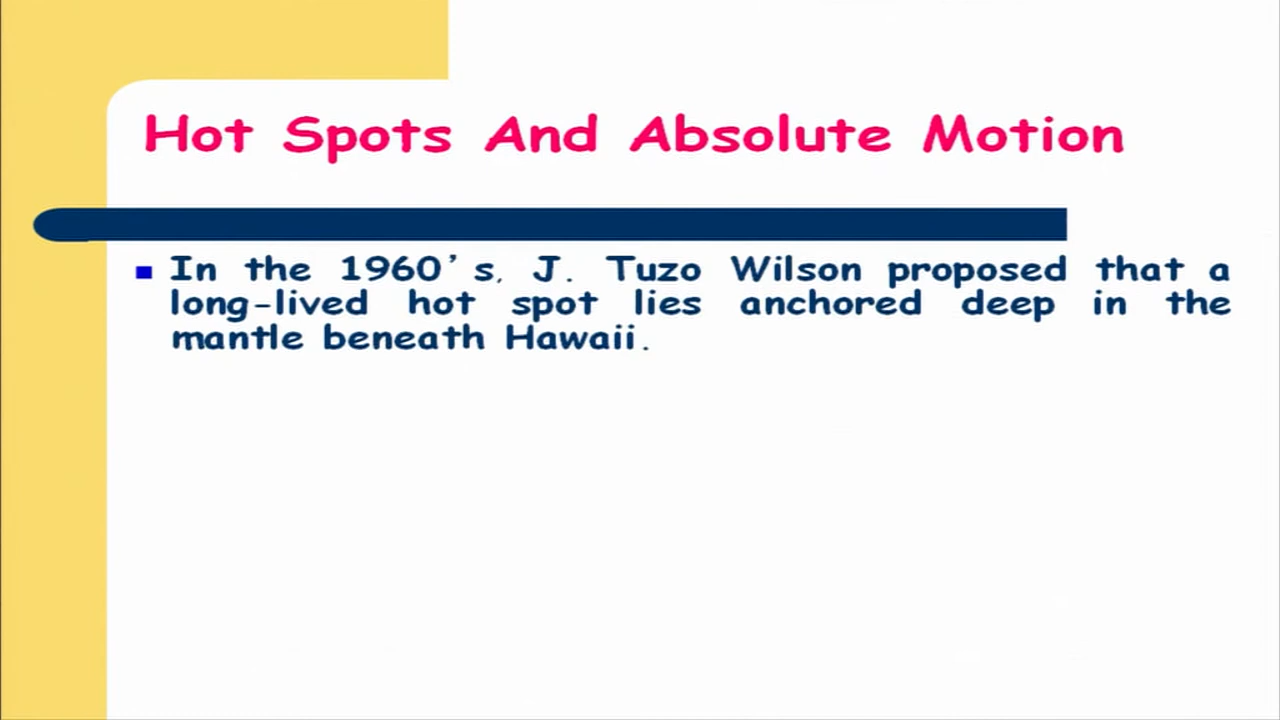 Hot Spots And Absolute Motion
In the 1960's, J. Tuzo Wilson proposed that a
long-lived hot spot lies anchored deep in the
mantle beneath Hawaii.